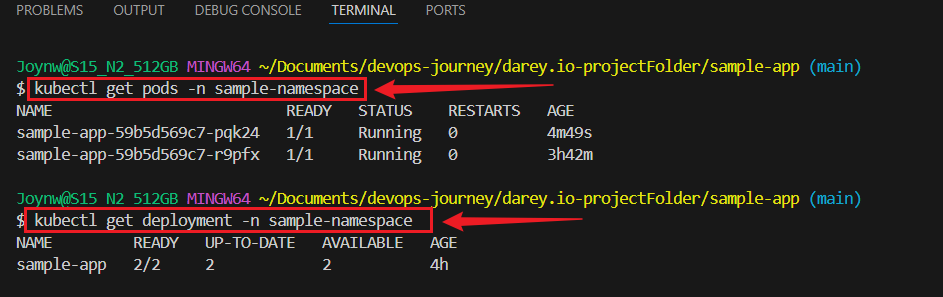 PROBLEMS OUTPUT DEBUG CONSOLE TERMINAL PORTS
Joynw@S15_N2_512GB MINGW64 ~/Documents/devops-journey/darey.io-projectFolder/sample-app (main)
$ kubectl get pods -n sample-namespace
NAME READY STATUS RESTARTS AGE
sample-app-59b5d569c7-pqk24 1/1 Running 0 4m49s
sample-app-59b5d569c7-r9pfx 1/1 Running 0 3h42m
Joynw@S15_N2_512GB MINGW64 ~/Documents/devops-journey/darey.io-projectFolder/sample-app (main)
$ kubectl get deployment -n sample-namespace
NAME READY UP-TO-DATE AVAILABLE AGE
sample-app 2/2 2 2 4h